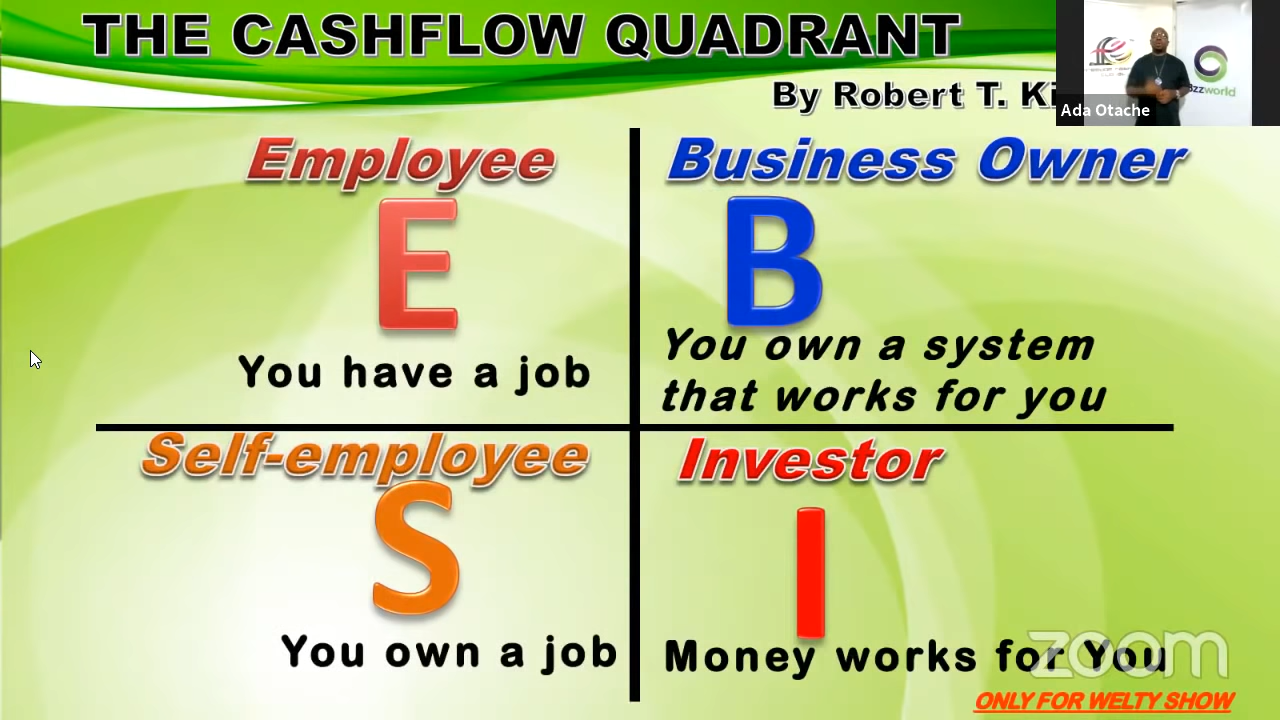 THE CASHFLOW QUADRANT
By Robert T. Ki
Ada Otache
zzworld
Employee
E
You have a job
Business Owner
B
You own a system
that works for you
Self-employee
S
You own a job
Investor
I
Money works for You
zoom
ONLY FOR WELTY SHOW